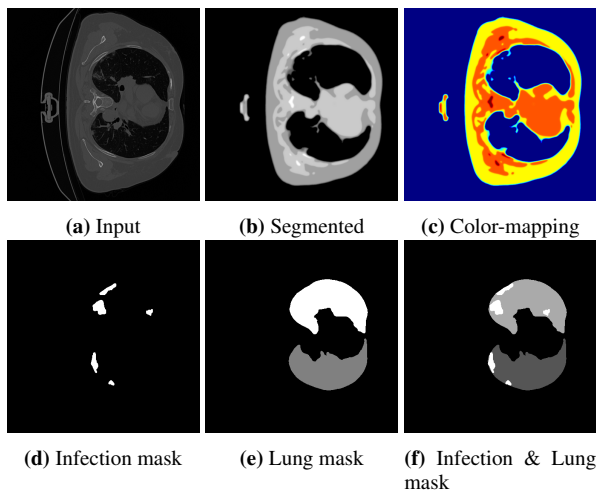 (a) Input
(b) Segmented
(c) Color-mapping
(d) Infection mask
(e) Lung mask
(f) Infection & Lung
mask